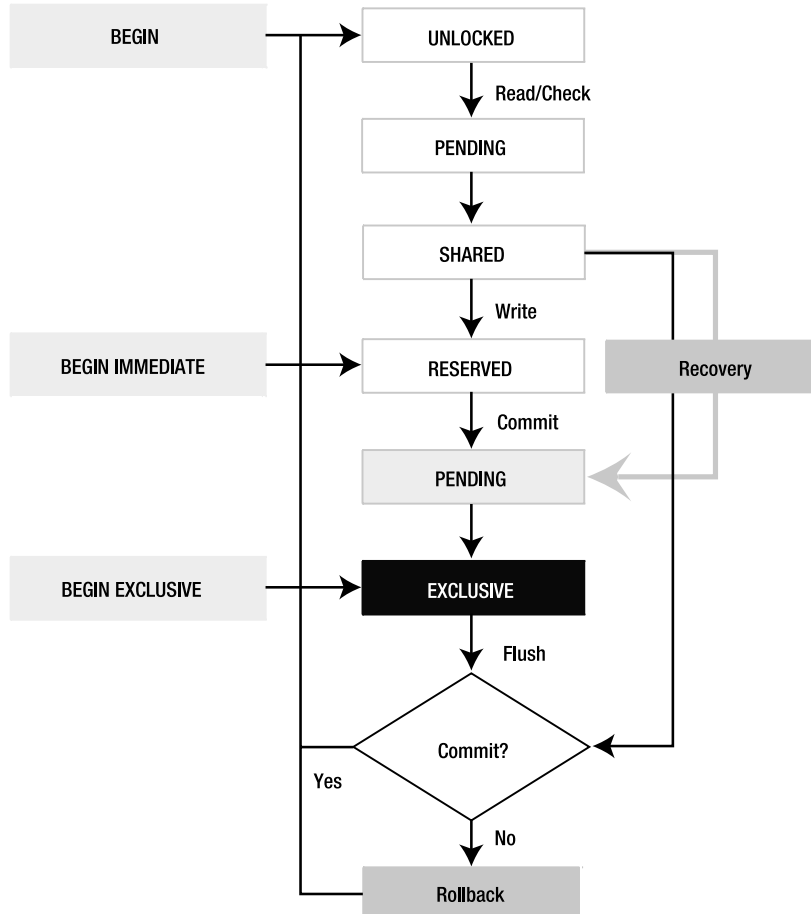 BEGIN
UNLOCKED
Read/Check
PENDING
SHARED
Write
BEGIN IMMEDIATE
RESERVED
Recovery
Commit
PENDING
BEGIN EXCLUSIVE
EXCLUSIVE
Flush
Commit?
Yes
No
Rollback